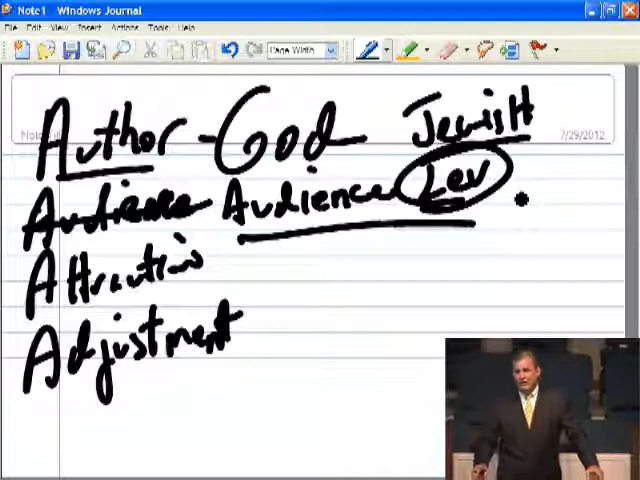 Note1 - Windows Journal
File Edit View Insert Actions Tools Help
Page Width
Author - God Jewish
7/29/2012
Audience Audience Lev
Attractions
Adjustment